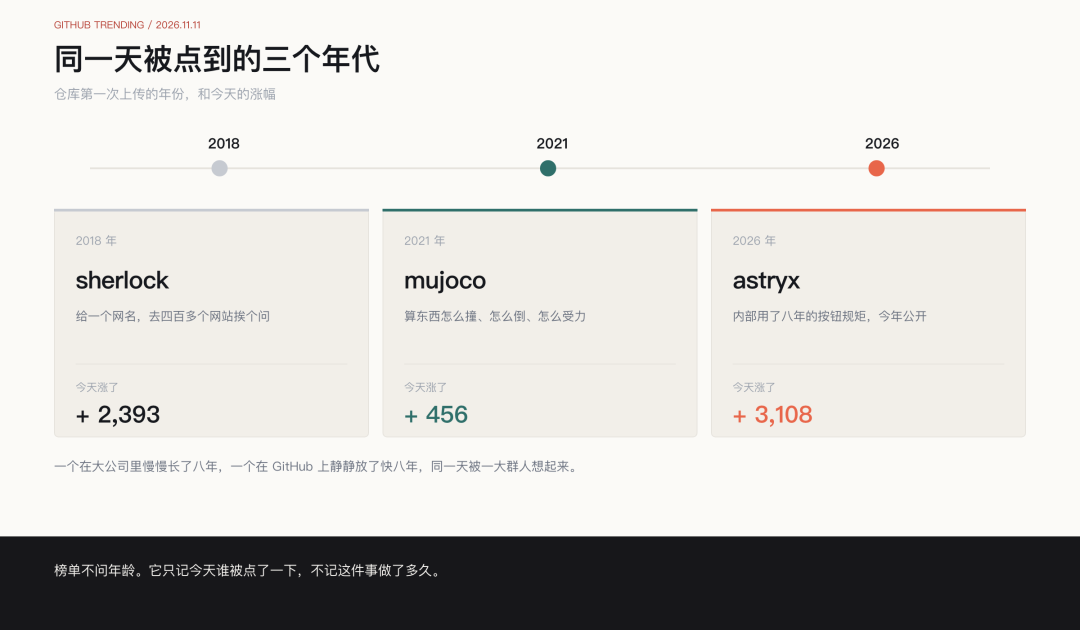 GITHUB TRENDING / 2026.11.11
同一天被点到的三个年代
仓库第一次上传的年份，和今天的涨幅
2018
2021
2026
2018 年
sherlock
给一个网名，去四百多个网站挨个问
今天涨了
+ 2,393
2021 年
mujoco
算东西怎么撞、怎么倒、怎么受力
今天涨了
+ 456
2026 年
astryx
内部用了八年的按钮规矩，今年公开
今天涨了
+ 3,108
一个在大公司里慢慢长了八年，一个在 GitHub 上静静放了快八年，同一天被一大群人想起来。
榜单不问年龄。它只记今天谁被点了一下，不记这件事做了多久。